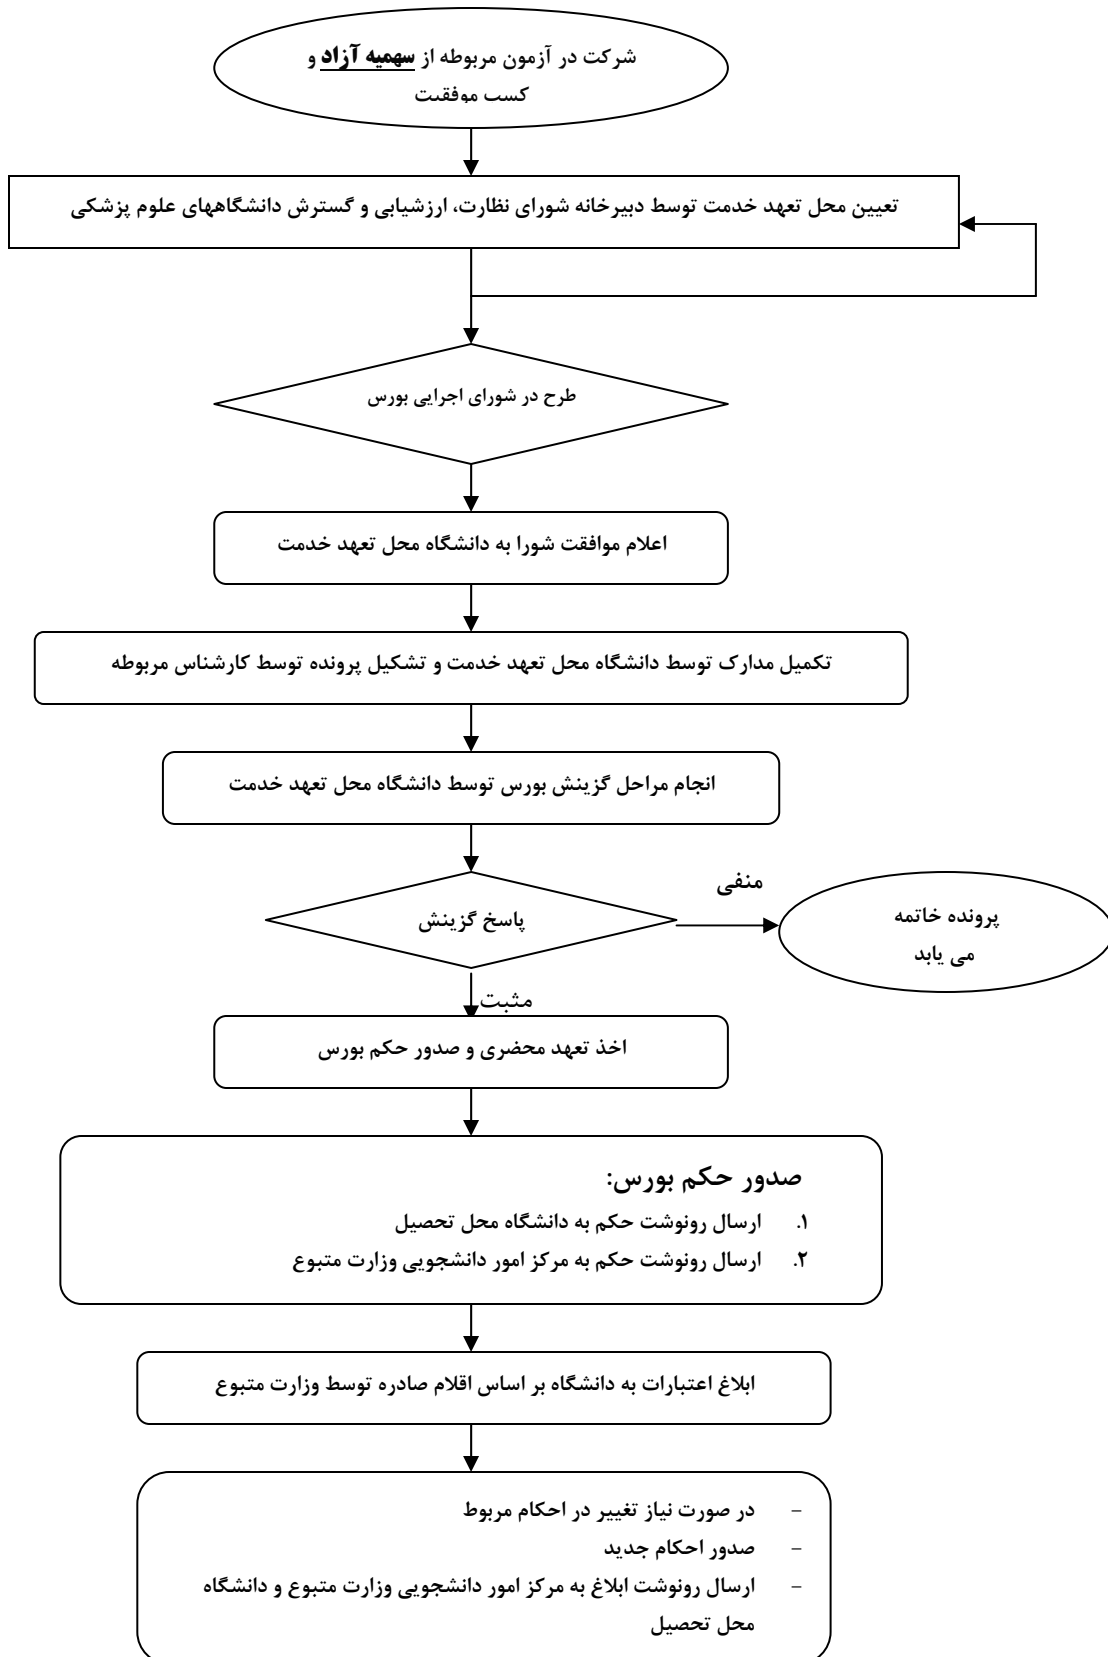 شرکت در آزمون مربوطه از سهمیه آزاد و
کسب موفقیت
تعیین محل تعهد خدمت توسط دبیرخانه شورای نظارت، ارزشیابی و گسترش دانشگاههای علوم پزشکی
طرح در شورای اجرایی بورس
اعلام موافقت شورا به دانشگاه محل تعهد خدمت
تکمیل مدارک توسط دانشگاه محل تعهد خدمت و تشکیل پرونده توسط کارشناس مربوطه
انجام مراحل گزینش بورس توسط دانشگاه محل تعهد خدمت
پاسخ گزینش
منفی
پرونده خاتمه
می یابد
مثبت
اخذ تعهد محضری و صدور حکم بورس
صدور حکم بورس:
۱. ارسال رونوشت حکم به دانشگاه محل تحصیل
۲. ارسال رونوشت حکم به مرکز امور دانشجویی وزارت متبوع
ابلاغ اعتبارات به دانشگاه بر اساس اقلام صادره توسط وزارت متبوع
- در صورت نیاز تغییر در احکام مربوط
- صدور احکام جدید
- ارسال رونوشت ابلاغ به مرکز امور دانشجویی وزارت متبوع و دانشگاه
محل تحصیل